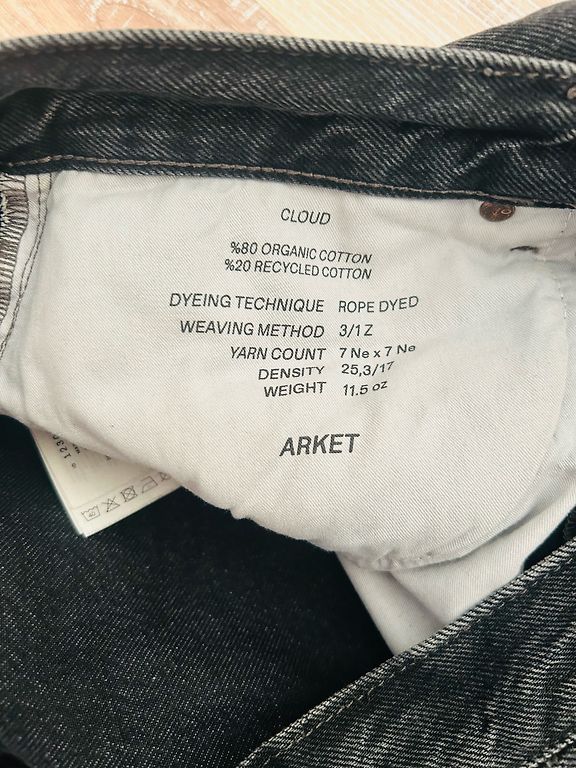 CLOUD
%80 ORGANIC COTTON
%20 RECYCLED COTTON
DYEING TECHNIQUE ROPE DYED
WEAVING METHOD 3/1 Z
YARN COUNT 7 Ne x 7 Ne
DENSITY 25,3/17
WEIGHT 11.5 oz
ARKET